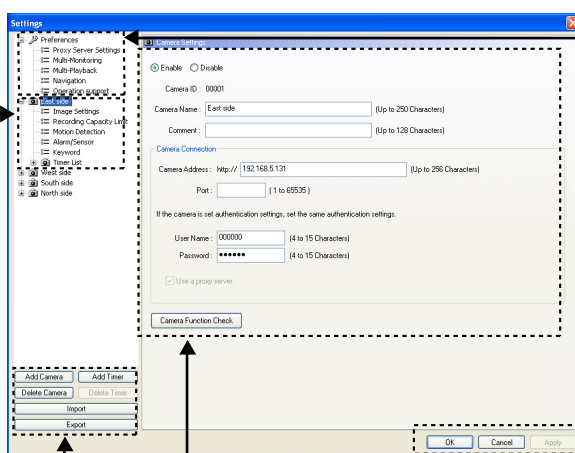 Settings
Preferences
Proxy Server Settings
Multi-Monitoring
Multi-Playback
Navigation
Operation support
East side
Image Settings
Recording Capacity Limit
Motion Detection
Alarm/Sensor
Keyword
Timer List
West side
South side
North side
Add Camera Add Timer
Delete Camera Delete Timer
Import
Export
Camera Settings
Enable Disable
Camera ID : 00001
Camera Name : East side (Up to 250 Characters)
Comment : (Up to 128 Characters)
Camera Connection
Camera Address : http:// 192.168.5.131 (Up to 256 Characters)
Port : ( 1 to 65535 )
If the camera is set authentication settings, set the same authentication settings.
User Name : 000000 (4 to 15 Characters)
Password : •••••• (4 to 15 Characters)
Use a proxy server.
Camera Function Check
OK Cancel Apply